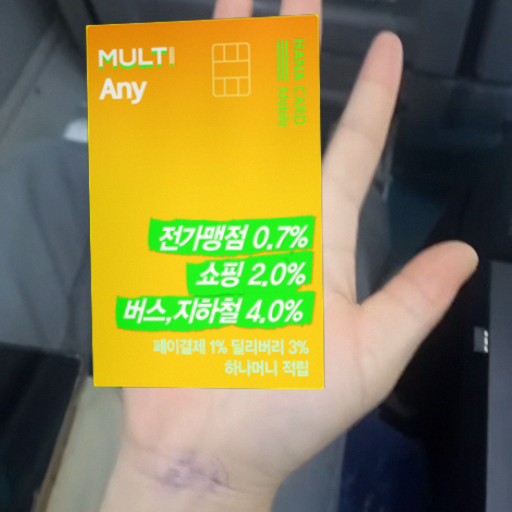 MULTI
Any
HANA CARD
Mobile
전가맹점 0.7%
쇼핑 2.0%
버스,지하철 4.0%
페이결제 1% 딜리버리 3%
하나머니 적립